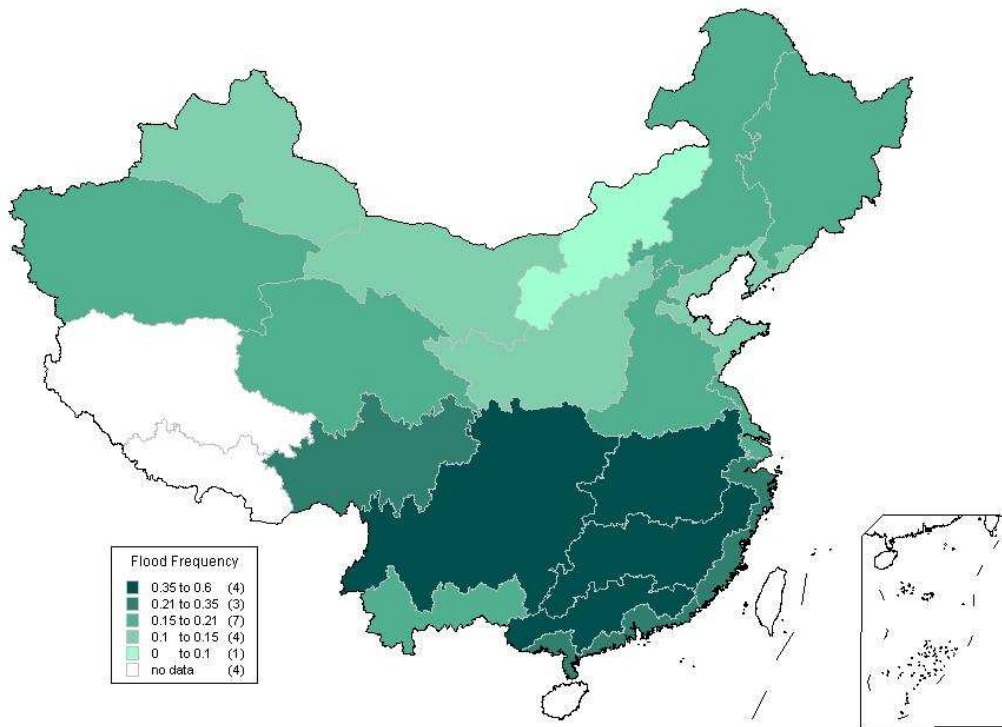 Flood Frequency
0.35 to 0.6 (4)
0.21 to 0.35 (3)
0.15 to 0.21 (7)
0.1 to 0.15 (4)
0 to 0.1 (1)
no data (4)